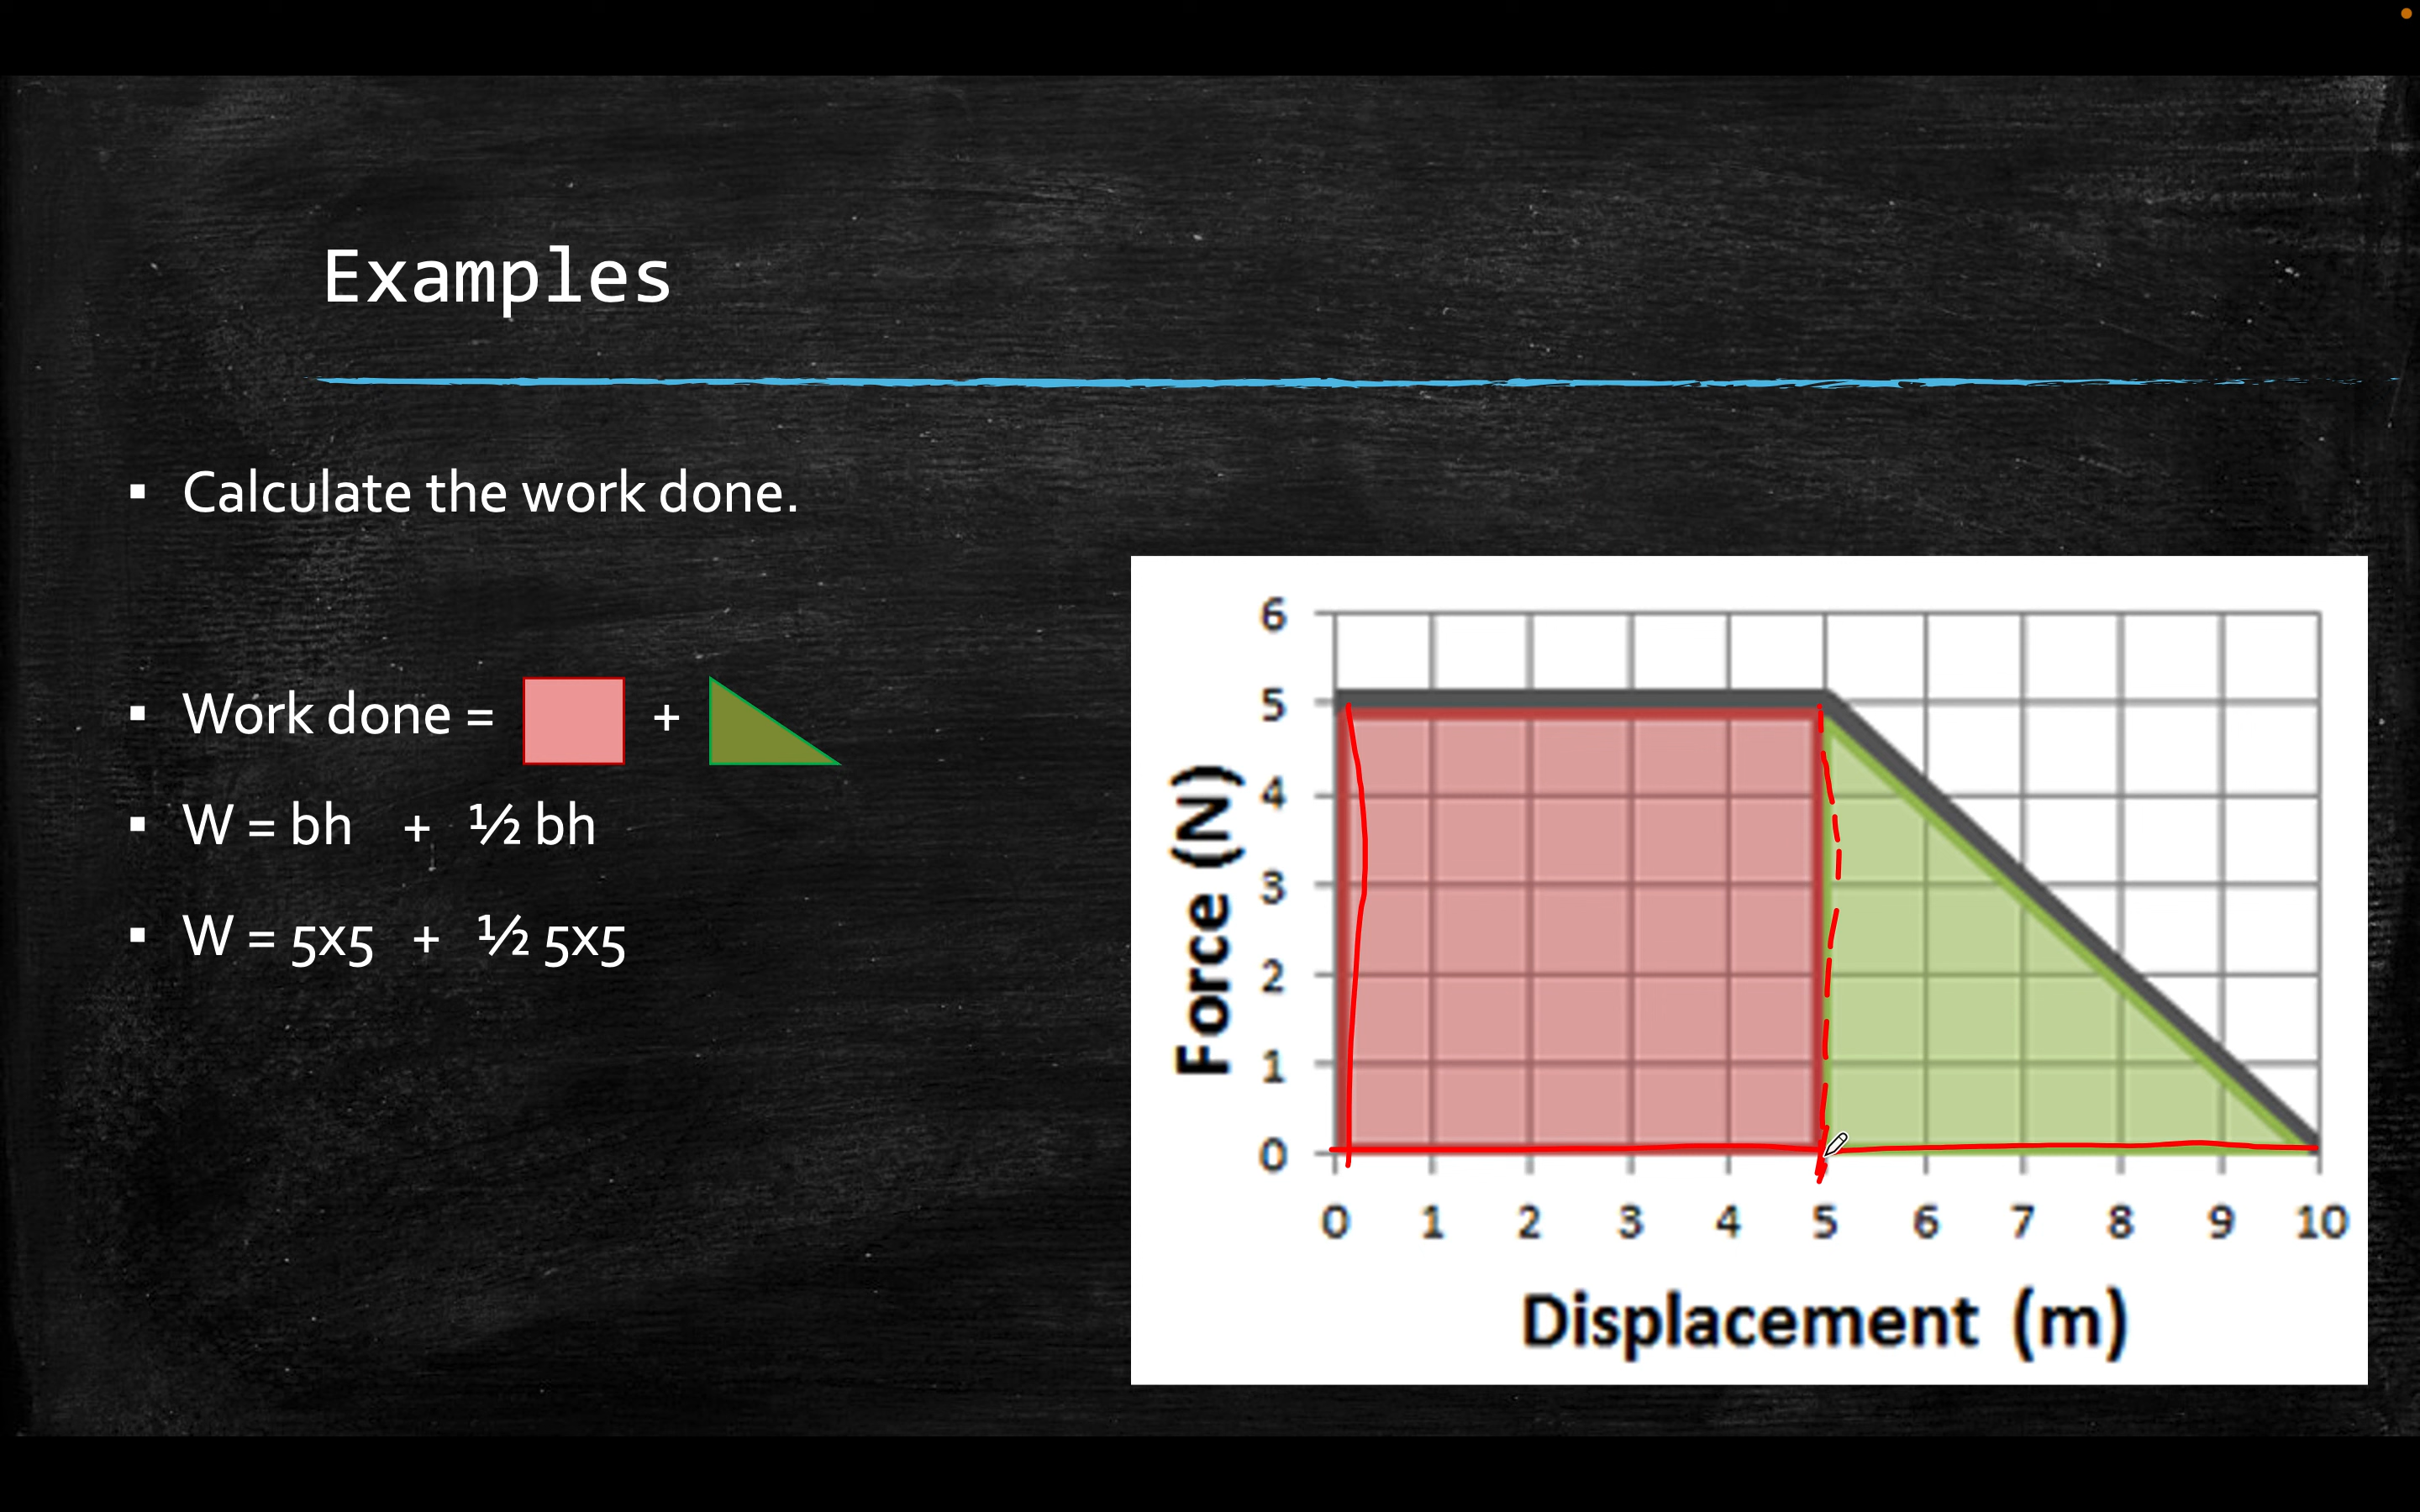 Examples
▪ Calculate the work done.
▪ Work done = +
▪ W = bh + ½ bh
▪ W = 5x5 + ½ 5x5
6
5
4
3
2
1
0
Force (N)
0 1 2 3 4 5 6 7 8 9 10
Displacement (m)